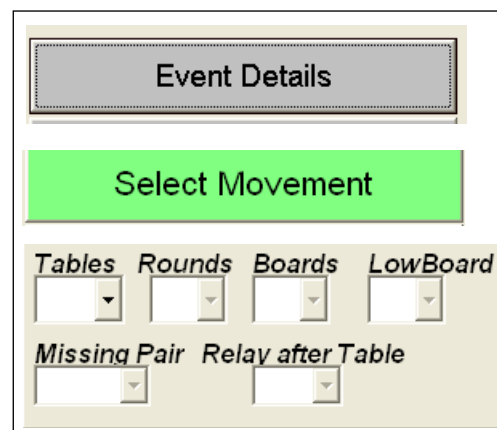 Event Details
Select Movement
Tables Rounds Boards LowBoard
Missing Pair Relay after Table